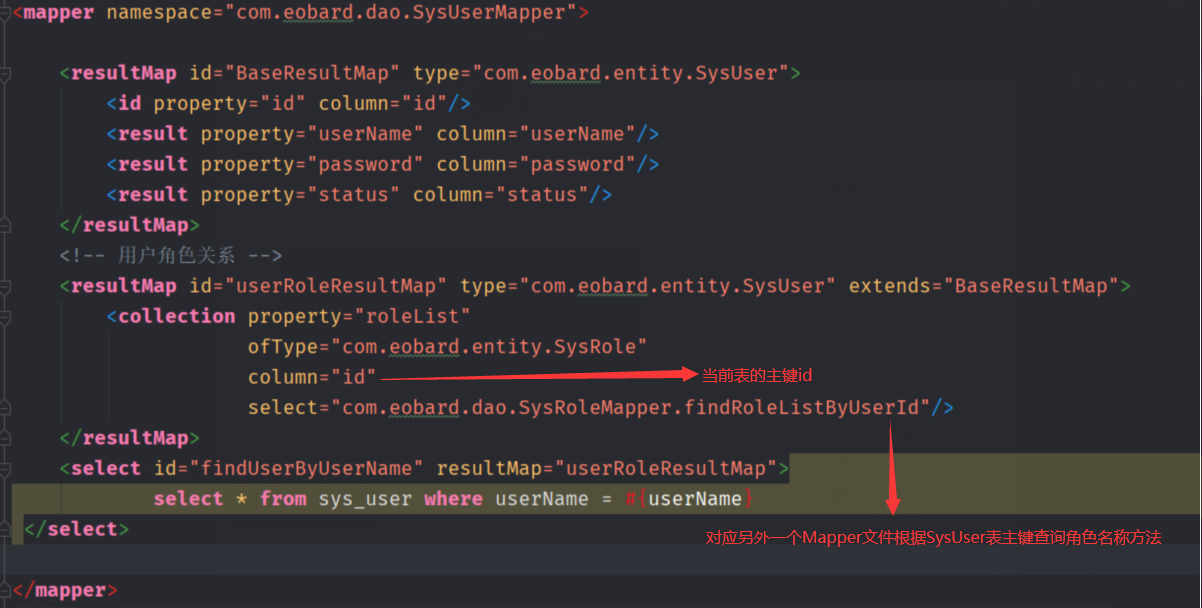 <mapper namespace="com.eobard.dao.SysUserMapper">
<resultMap id="BaseResultMap" type="com.eobard.entity.SysUser">
<id property="id" column="id"/>
<result property="userName" column="userName"/>
<result property="password" column="password"/>
<result property="status" column="status"/>
</resultMap>
<!-- 用户角色关系 -->
<resultMap id="userRoleResultMap" type="com.eobard.entity.SysUser" extends="BaseResultMap">
<collection property="roleList"
ofType="com.eobard.entity.SysRole"
column="id" 当前表的主键id
select="com.eobard.dao.SysRoleMapper.findRoleListByUserId"/>
</resultMap>
<select id="findUserByUserName" resultMap="userRoleResultMap">
select * from sys_user where userName = #{userName}
</select>
对应另外一个Mapper文件根据SysUser表主键查询角色名称方法
</mapper>